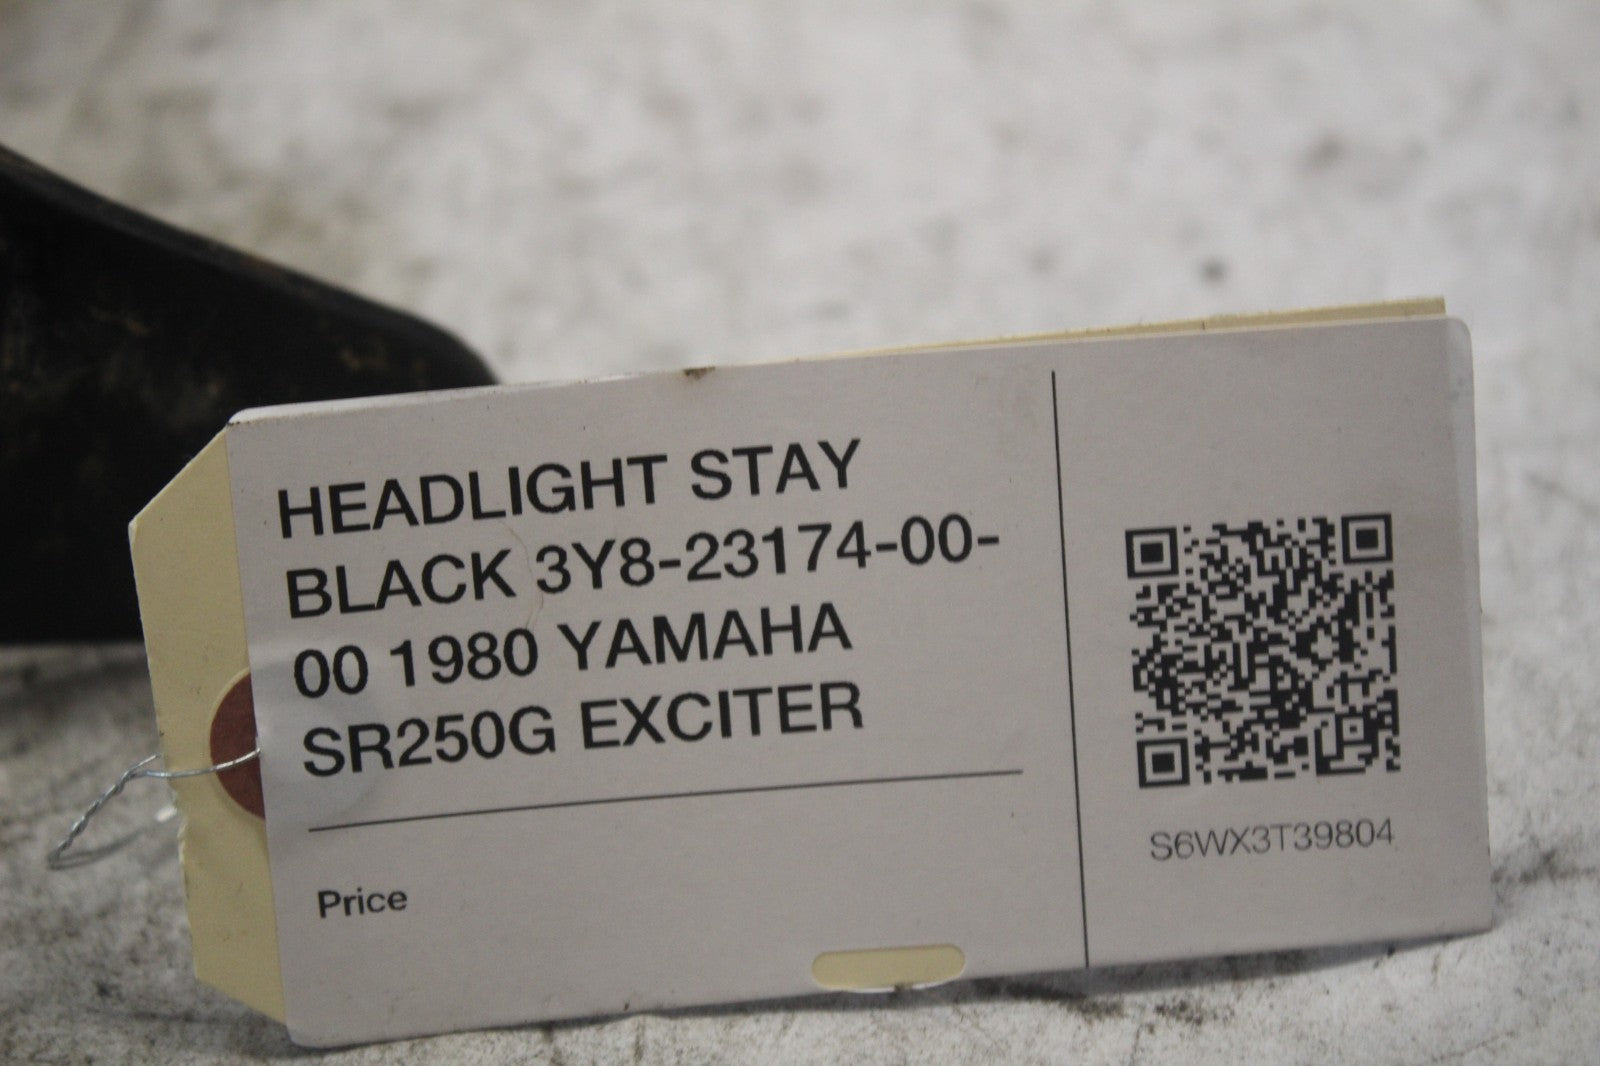 HEADLIGHT STAY
BLACK 3Y8-23174-00-
00 1980 YAMAHA
SR250G EXCITER
Price
S6WX3T39804